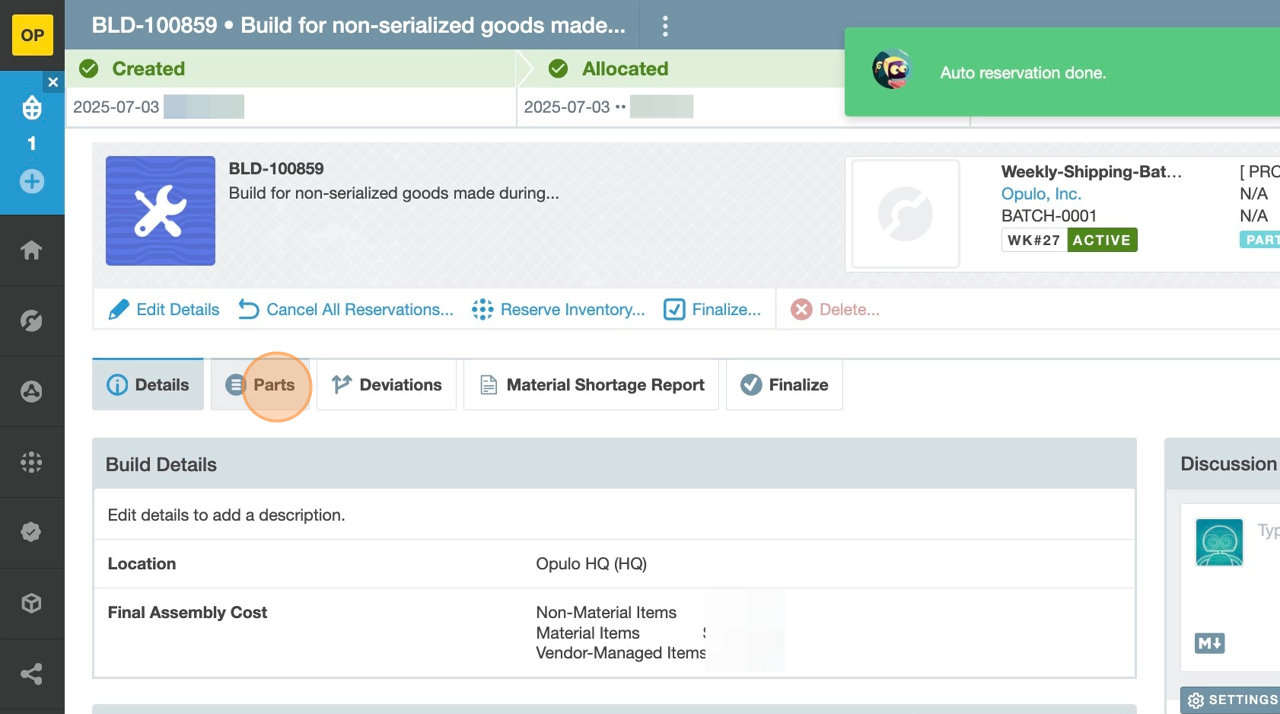 OP
BLD-100859 • Build for non-serialized goods made...
Auto reservation done.
1
Created
Allocated
2025-07-03
2025-07-03 ••
BLD-100859
Build for non-serialized goods made during...
Weekly-Shipping-Bat...
Opulo, Inc.
BATCH-0001
WK#27 ACTIVE
[ PRO
N/A
N/A
PART
Edit Details
Cancel All Reservations...
Reserve Inventory...
Finalize...
Delete...
Details
Parts
Deviations
Material Shortage Report
Finalize
Build Details
Edit details to add a description.
Location
Opulo HQ (HQ)
Final Assembly Cost
Non-Material Items
Material Items
Vendor-Managed Items
Discussion
Typ
M
SETTINGS